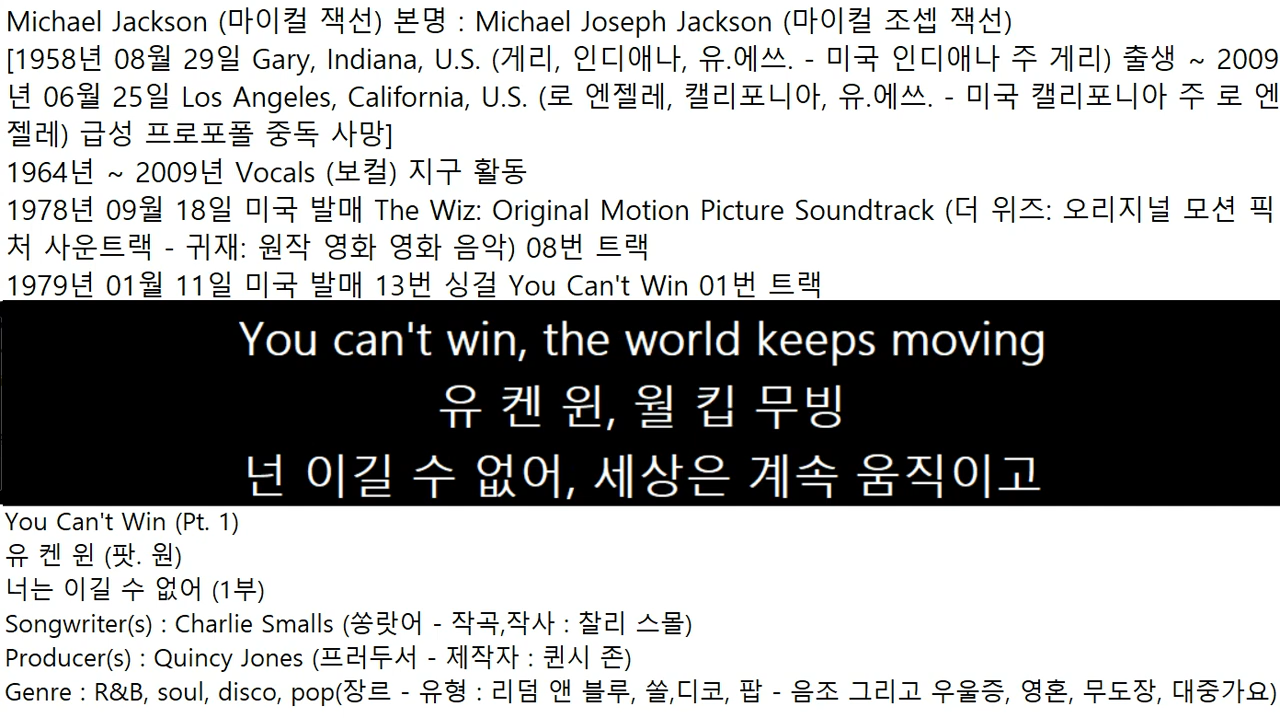 Michael Jackson (마이컬 잭선) 본명 : Michael Joseph Jackson (마이컬 조셉 잭선)
[1958년 08월 29일 Gary, Indiana, U.S. (게리, 인디애나, 유.에쓰. - 미국 인디애나 주 게리) 출생 ~ 2009
년 06월 25일 Los Angeles, California, U.S. (로 엔젤레, 캘리포니아, 유.에쓰. - 미국 캘리포니아 주 로 엔
젤레) 급성 프로포폴 중독 사망]
1964년 ~ 2009년 Vocals (보컬) 지구 활동
1978년 09월 18일 미국 발매 The Wiz: Original Motion Picture Soundtrack (더 위즈: 오리지널 모션 픽
처 사운트랙 - 귀재: 원작 영화 영화 음악) 08번 트랙
1979년 01월 11일 미국 발매 13번 싱걸 You Can't Win 01번 트랙
You can't win, the world keeps moving
유 켄 윈, 월 킵 무빙
넌 이길 수 없어, 세상은 계속 움직이고
You Can't Win (Pt. 1)
유 켄 윈 (팟. 원)
너는 이길 수 없어 (1부)
Songwriter(s) : Charlie Smalls (쏭랏어 - 작곡,작사 : 찰리 스몰)
Producer(s) : Quincy Jones (프러두서 - 제작자 : 퀸시 존)
Genre : R&B, soul, disco, pop(장르 - 유형 : 리덤 앤 블루, 쏠,디코, 팝 - 음조 그리고 우울증, 영혼, 무도장, 대중가요)